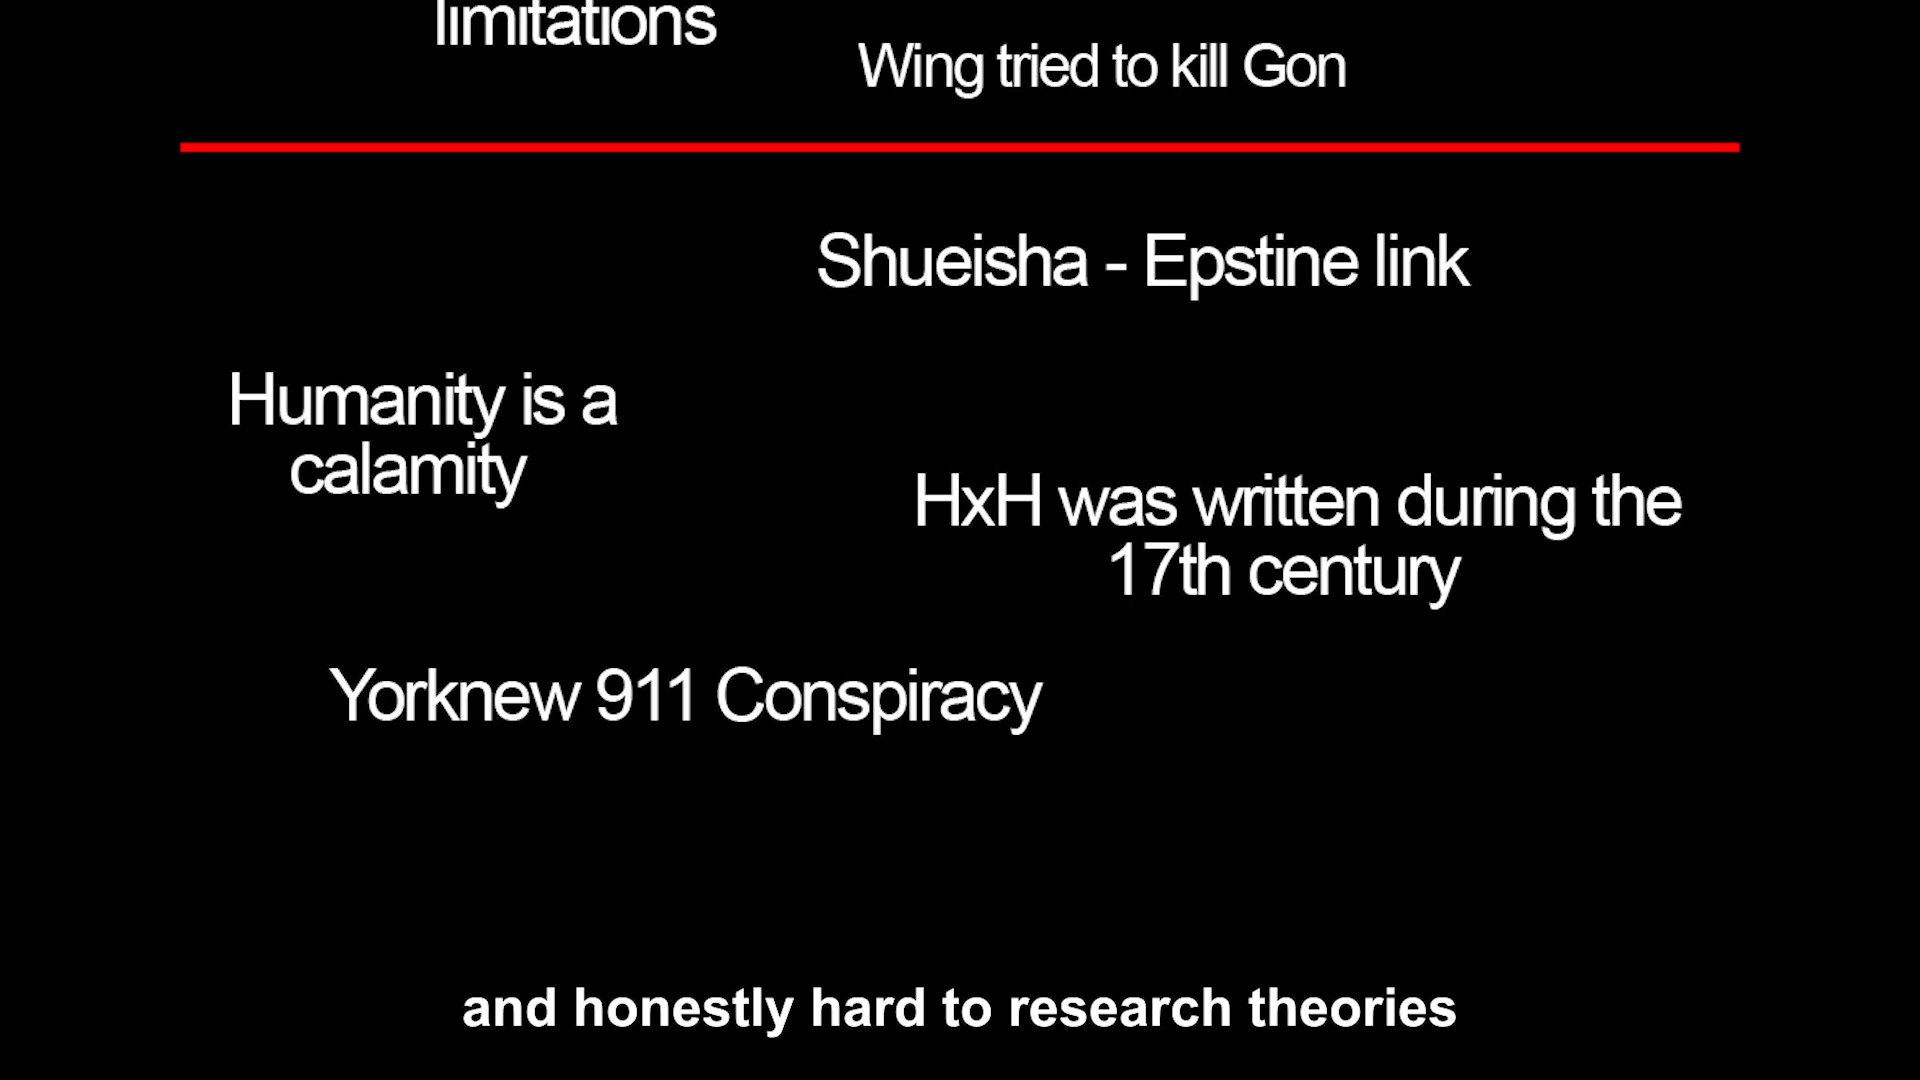 limitations
Wing tried to kill Gon
Shueisha - Epstine link
Humanity is a
calamity
HxH was written during the
17th century
Yorknew 911 Conspiracy
and honestly hard to research theories